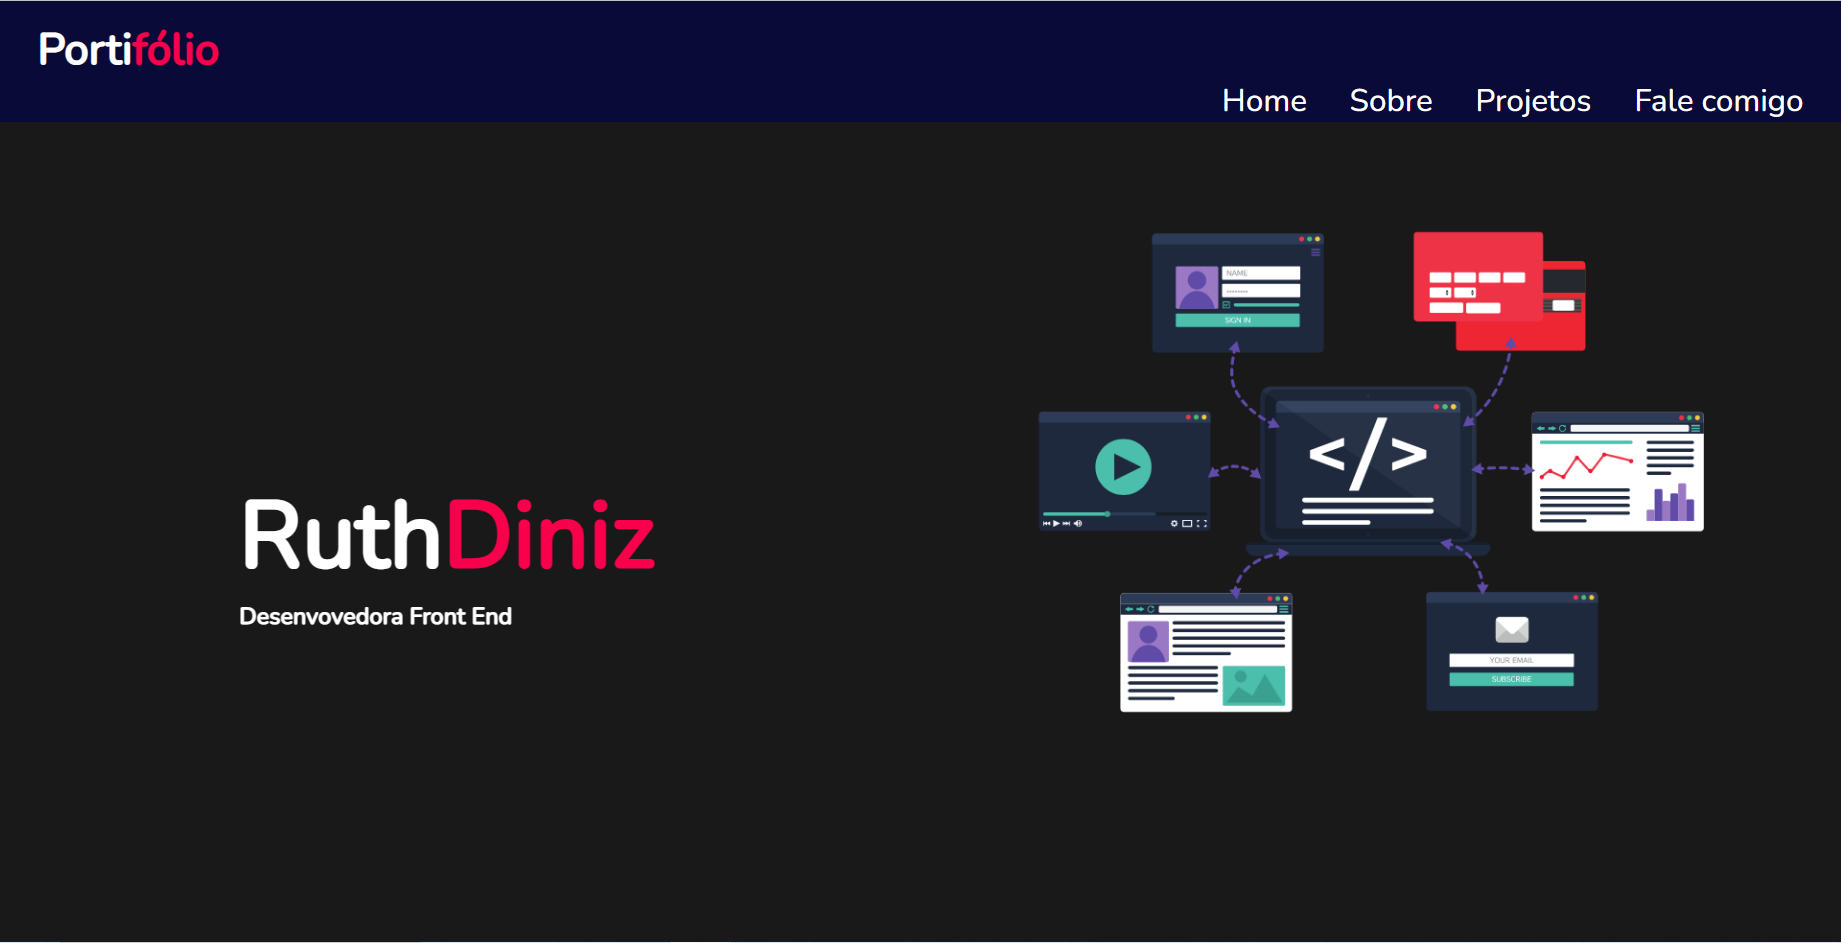 Portifólio
Home Sobre Projetos Fale comigo
NAME
SIGN IN
</>
RuthDiniz
Desenvovedora Front End
YOUR EMAIL
SUBSCRIBE